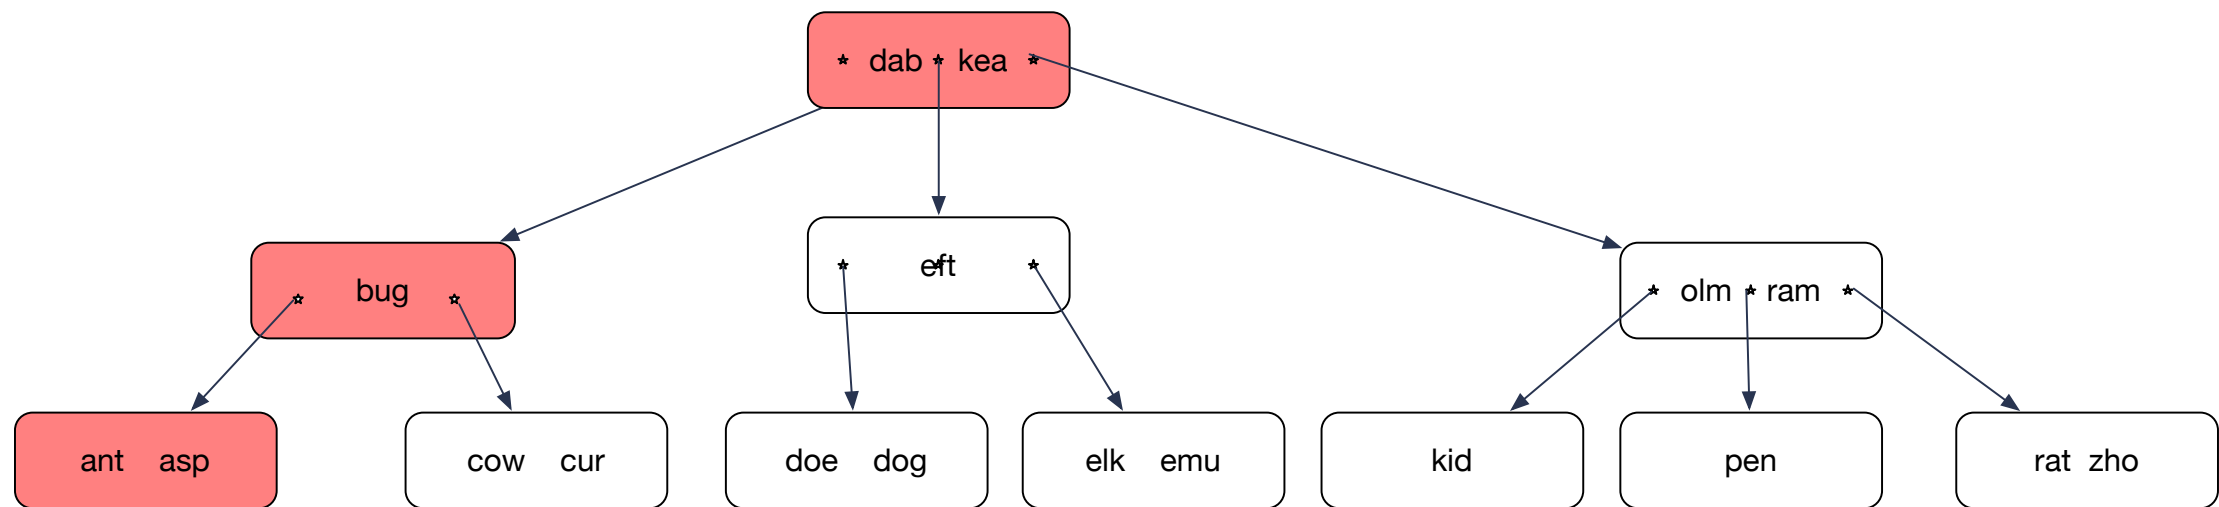 dab kea
bug
eft
olm ram
ant asp
cow cur
doe dog
elk emu
kid
pen
rat zho